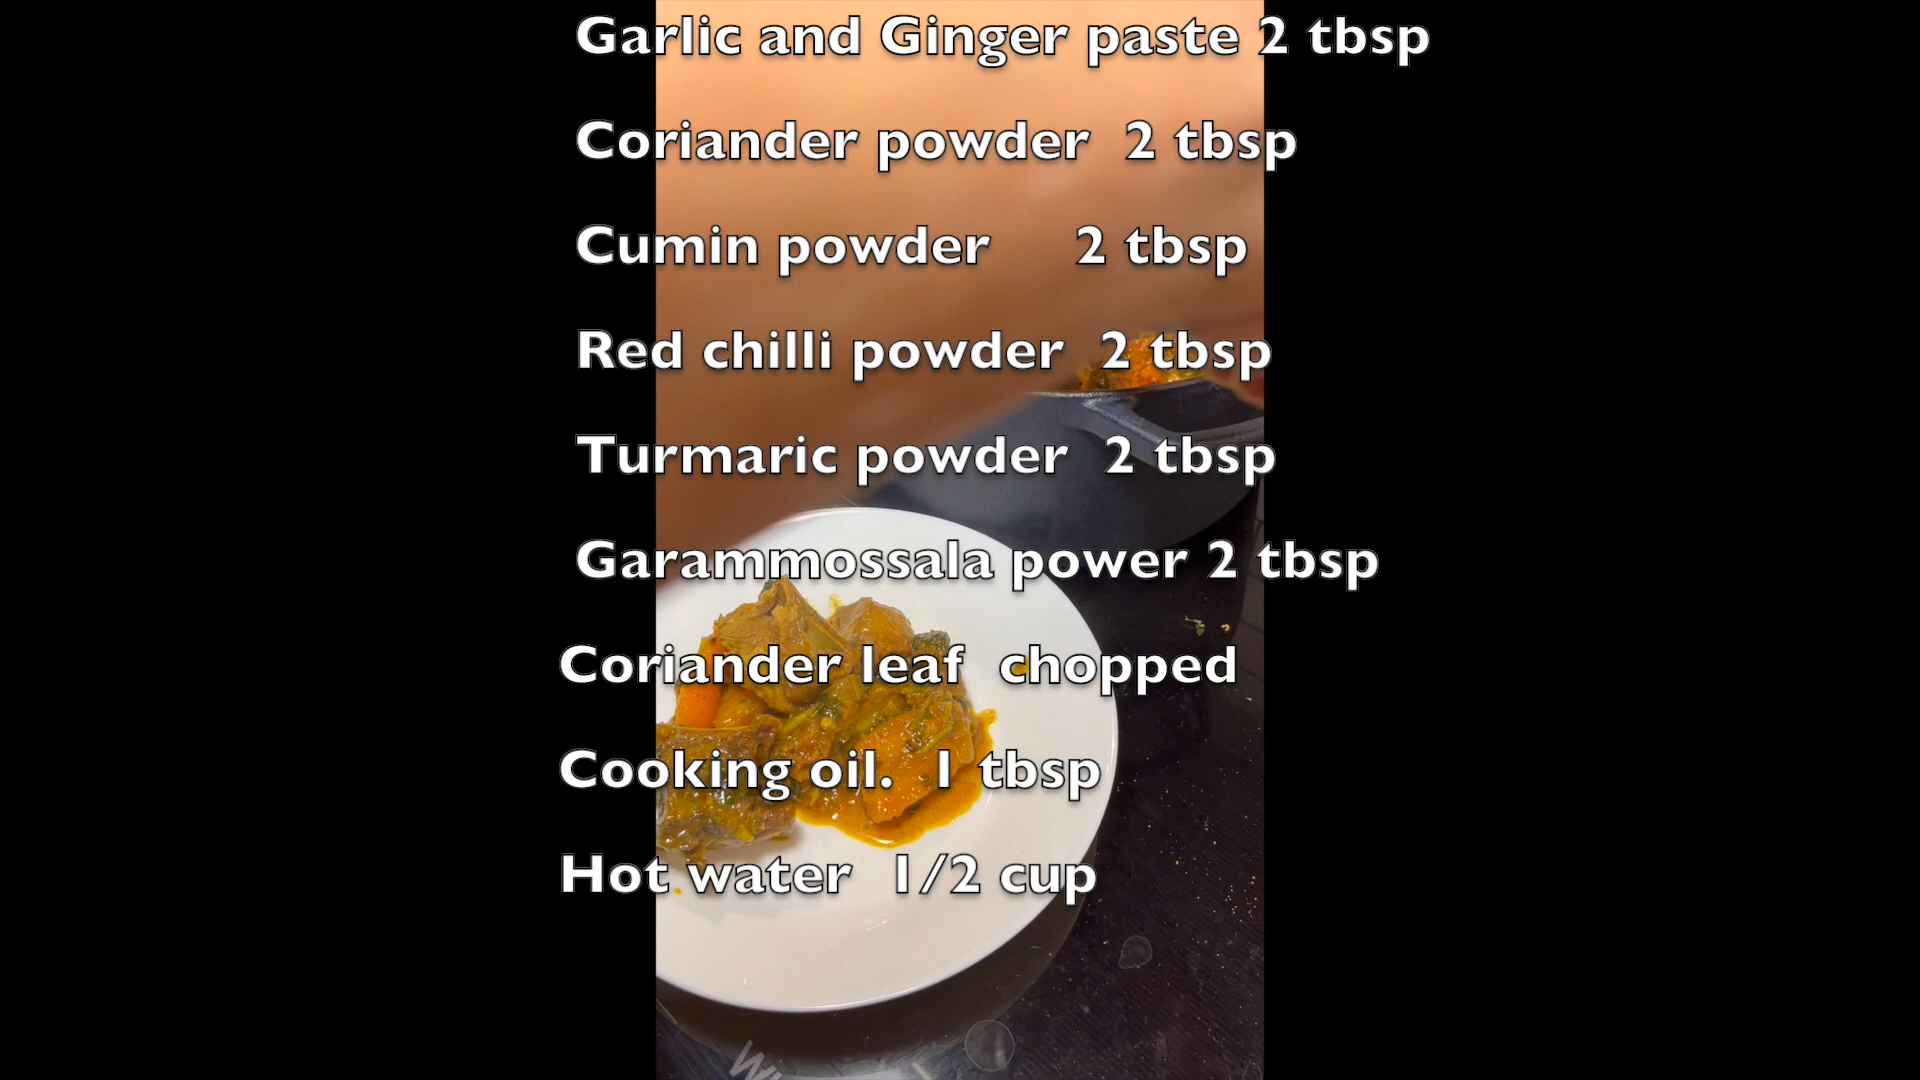 Garlic and Ginger paste 2 tbsp
Coriander powder 2 tbsp
Cumin powder 2 tbsp
Red chilli powder 2 tbsp
Turmaric powder 2 tbsp
Garammossala power 2 tbsp
Coriander leaf chopped
Cooking oil. 1 tbsp
Hot water 1/2 cup